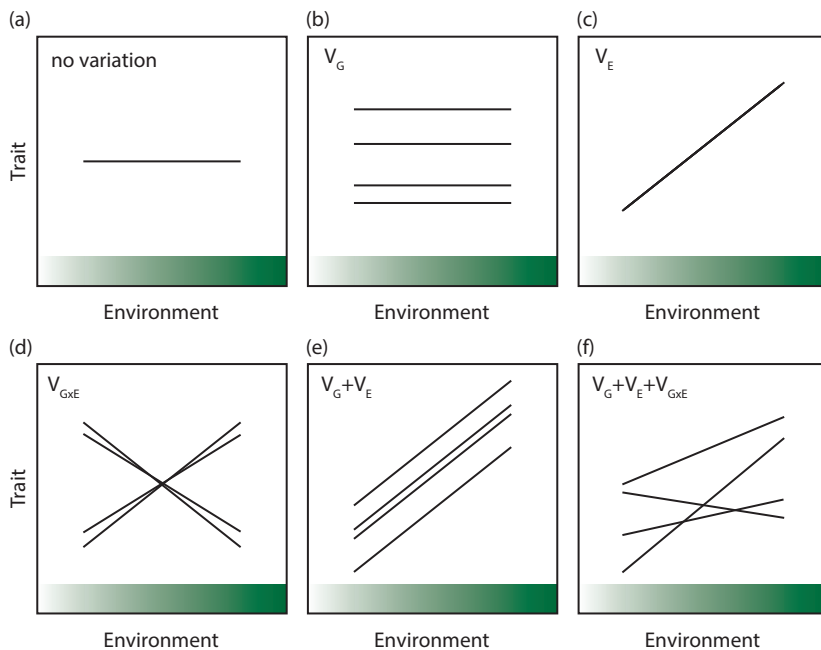 (a)
no variation
Trait
Environment
(b)
V_G
Environment
(c)
V_E
Environment
(d)
V_GxE
Trait
Environment
(e)
V_G+V_E
Environment
(f)
V_G+V_E+V_GxE
Environment